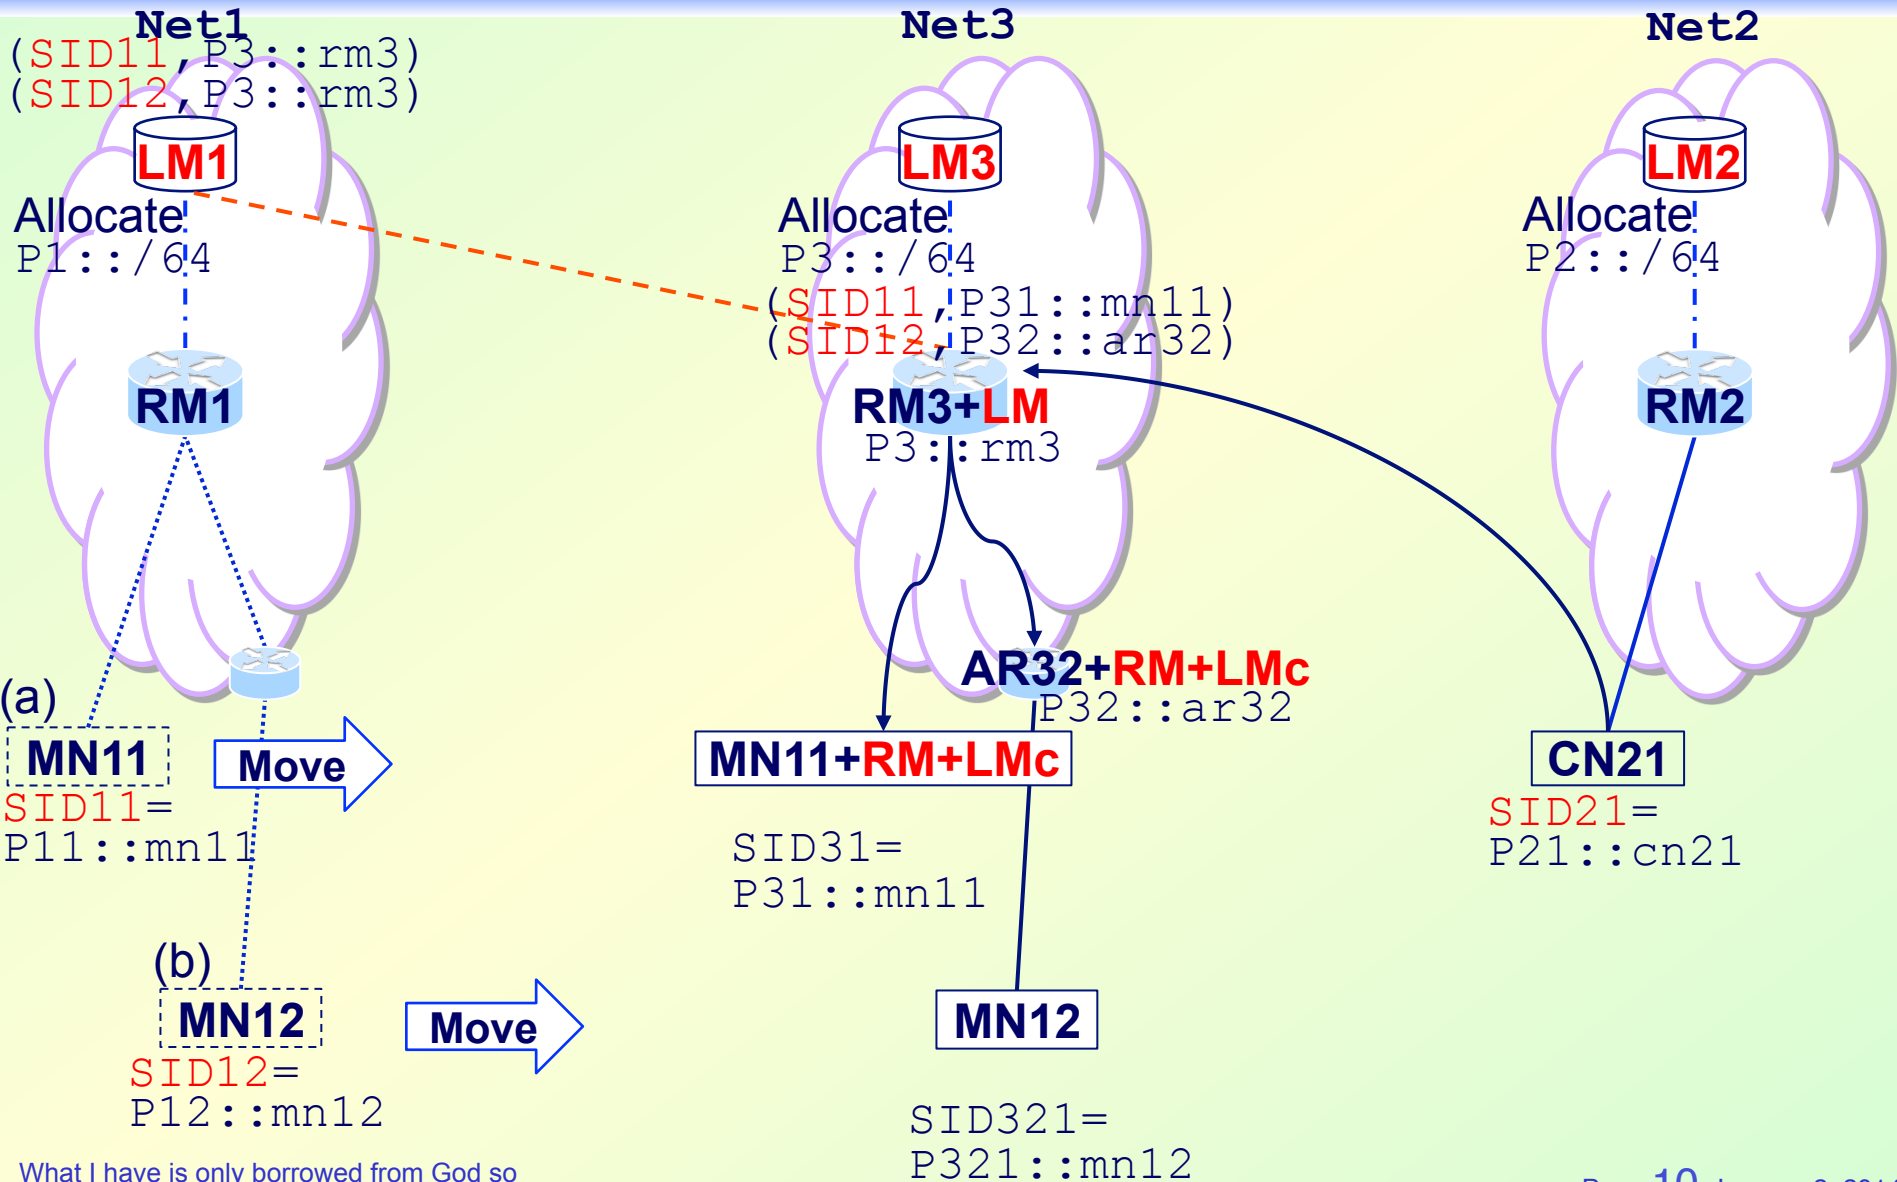 Net1
(SID11,P3::rm3)
(SID12,P3::rm3)
LM1
Allocate
P1::/64
RM1
(a)
MN11
Move
SID11=
P11::mn11
(b)
MN12
Move
SID12=
P12::mn12
Net3
LM3
Allocate
P3::/64
(SID11,P31::mn11)
(SID12,P32::ar32)
RM3+LM
P3::rm3
AR32+RM+LMc
P32::ar32
MN11+RM+LMc
SID31=
P31::mn11
MN12
SID321=
P321::mn12
Net2
LM2
Allocate
P2::/64
RM2
CN21
SID21=
P21::cn21
What I have is only borrowed from God so
10